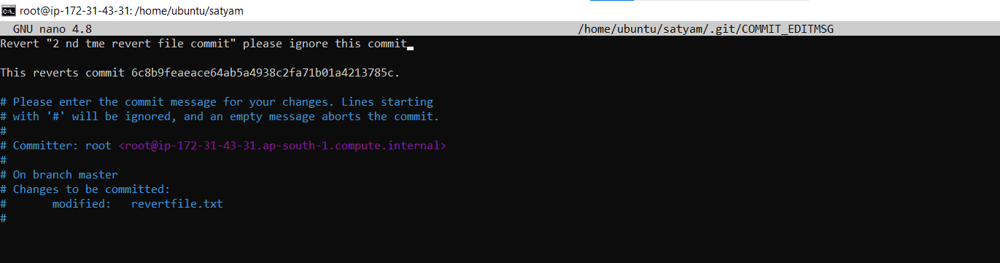 root@ip-172-31-43-31: /home/ubuntu/satyam
GNU nano 4.8 /home/ubuntu/satyam/.git/COMMIT_EDITMSG
Revert "2 nd tme revert file commit" please ignore this commit
This reverts commit 6c8b9feaeace64ab5a4938c2fa71b01a4213785c.
# Please enter the commit message for your changes. Lines starting
# with '#' will be ignored, and an empty message aborts the commit.
#
# Committer: root <root@ip-172-31-43-31.ap-south-1.compute.internal>
#
# On branch master
# Changes to be committed:
#       modified:   revertfile.txt
#